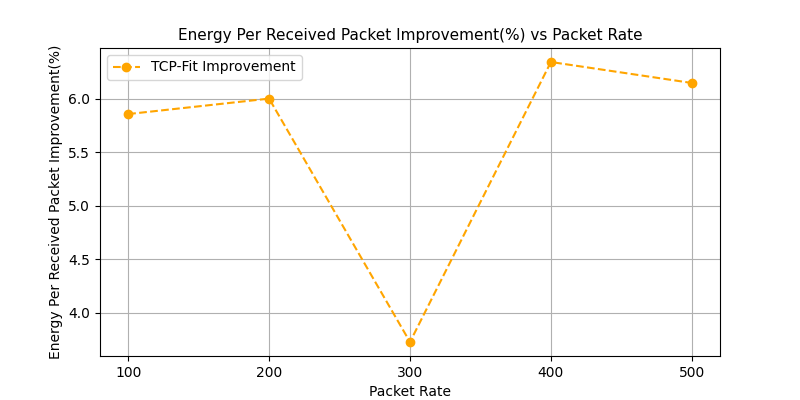 Energy Per Received Packet Improvement(%) vs Packet Rate
TCP-Fit Improvement
Energy Per Received Packet Improvement(%)
6.0
5.5
5.0
4.5
4.0
100 200 300 400 500
Packet Rate